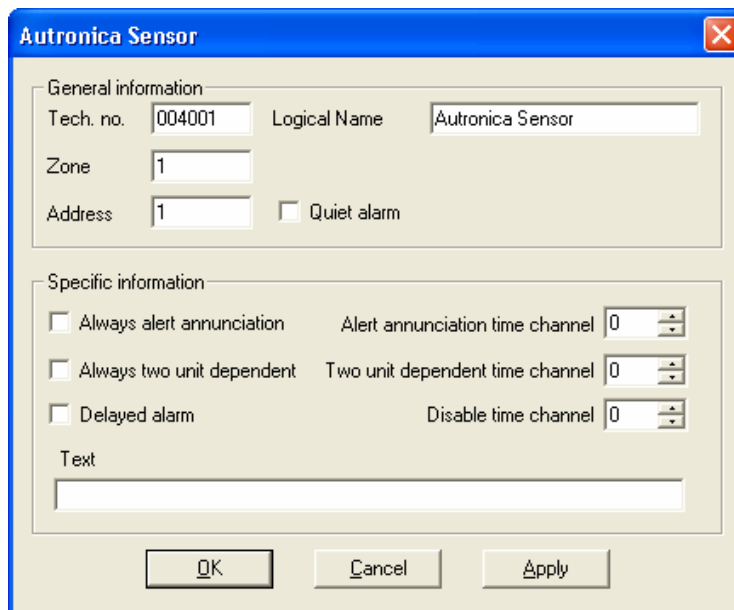 Autronica Sensor
General information
Tech. no. 004001 Logical Name Autronica Sensor
Zone 1
Address 1 Quiet alarm
Specific information
Always alert annunciation Alert annunciation time channel 0
Always two unit dependent Two unit dependent time channel 0
Delayed alarm Disable time channel 0
Text
OK Cancel Apply